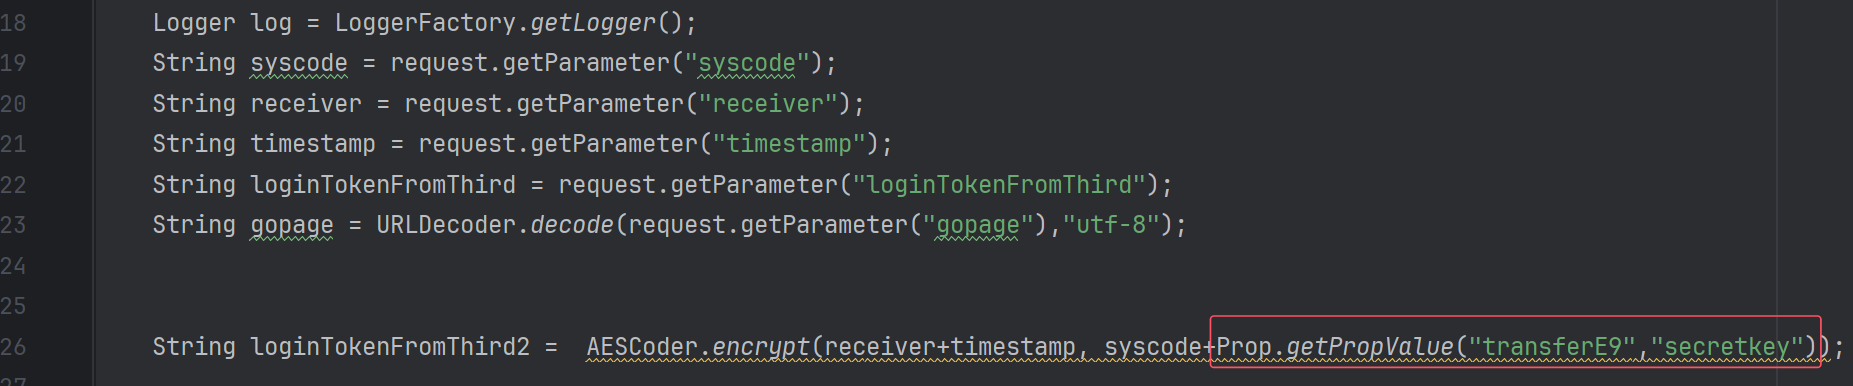 18 Logger log = LoggerFactory.getLogger();
19 String syscode = request.getParameter("syscode");
20 String receiver = request.getParameter("receiver");
21 String timestamp = request.getParameter("timestamp");
22 String loginTokenFromThird = request.getParameter("loginTokenFromThird");
23 String gopage = URLDecoder.decode(request.getParameter("gopage"),"utf-8");
24
25
26 String loginTokenFromThird2 =  AESCoder.encrypt(receiver+timestamp, syscode+Prop.getPropValue("transferE9","secretkey"));
27